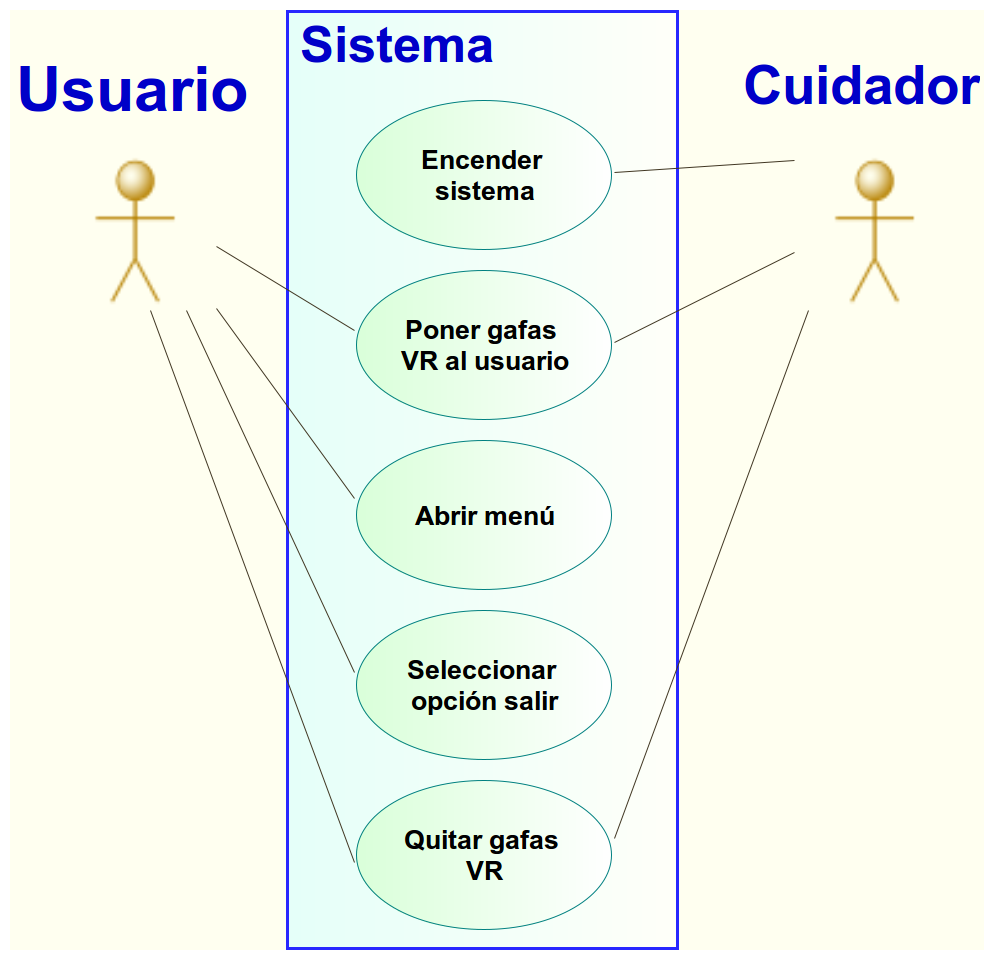 Sistema
Usuario
Cuidador
Encender
sistema
Poner gafas
VR al usuario
Abrir menú
Seleccionar
opción salir
Quitar gafas
VR